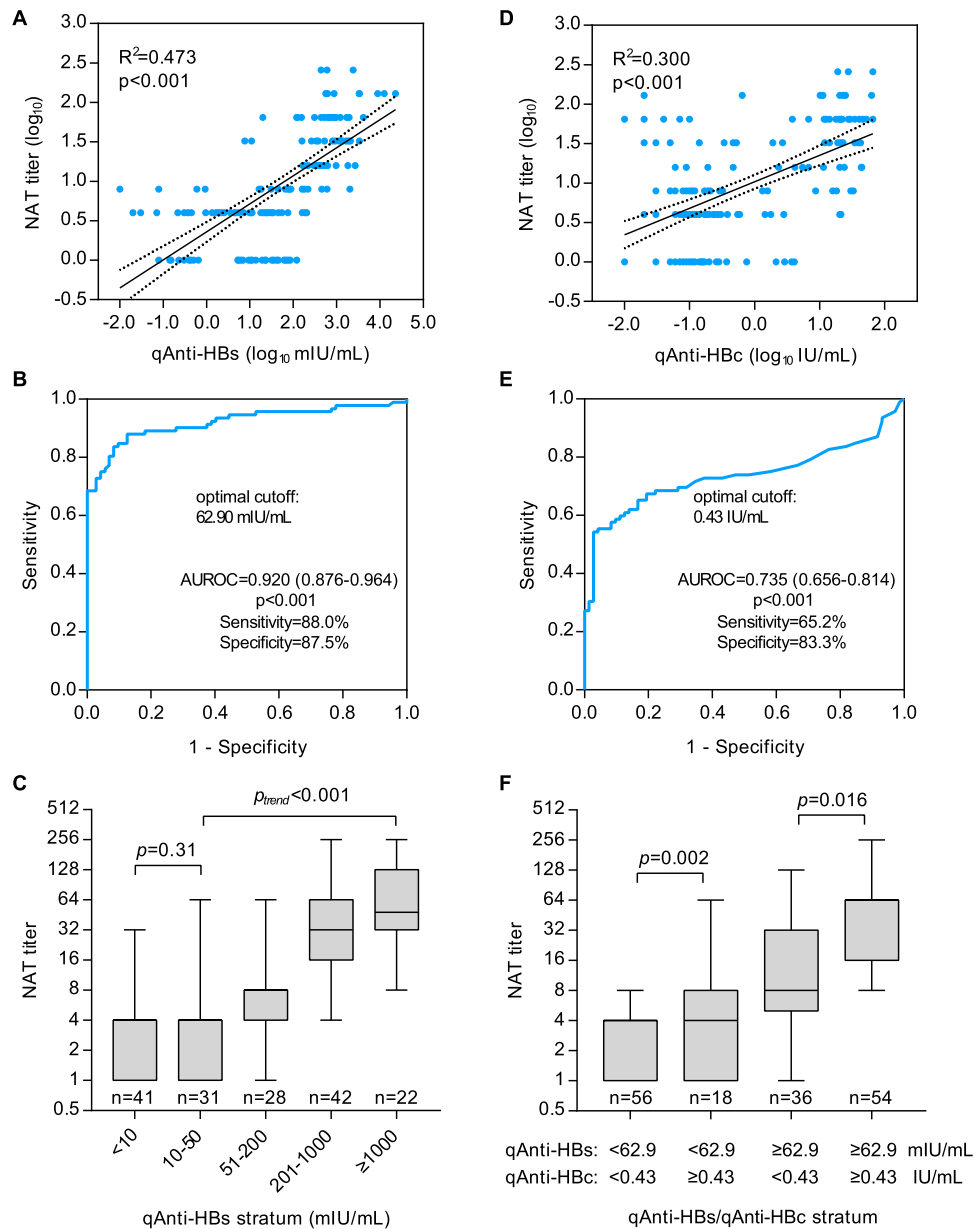 A
R²=0.473
p<0.001
NAT titer (log₁₀)
3.0
2.5
2.0
1.5
1.0
0.5
0.0
-0.5
-2.0 -1.0 0.0 1.0 2.0 3.0 4.0 5.0
qAnti-HBs (log₁₀ mIU/mL)
D
R²=0.300
p<0.001
NAT titer (log₁₀)
3.0
2.5
2.0
1.5
1.0
0.5
0.0
-0.5
-2.0 -1.0 0.0 1.0 2.0
qAnti-HBc (log₁₀ IU/mL)
B
Sensitivity
1.0
0.8
0.6
0.4
0.2
0.0
optimal cutoff:
62.90 mIU/mL
AUROC=0.920 (0.876-0.964)
p<0.001
Sensitivity=88.0%
Specificity=87.5%
0.0 0.2 0.4 0.6 0.8 1.0
1 - Specificity
E
Sensitivity
1.0
0.8
0.6
0.4
0.2
0.0
optimal cutoff:
0.43 IU/mL
AUROC=0.735 (0.656-0.814)
p<0.001
Sensitivity=65.2%
Specificity=83.3%
0.0 0.2 0.4 0.6 0.8 1.0
1 - Specificity
C
NAT titer
512
256
128
64
32
16
8
4
2
1
0.5
p=0.31
ptrend<0.001
n=41 n=31 n=28 n=42 n=22
<10 10-50 51-200 201-1000 ≥1000
qAnti-HBs stratum (mIU/mL)
F
NAT titer
512
256
128
64
32
16
8
4
2
1
0.5
p=0.002
p=0.016
n=56 n=18 n=36 n=54
qAnti-HBs: <62.9 <62.9 ≥62.9 ≥62.9 mIU/mL
qAnti-HBc: <0.43 ≥0.43 <0.43 ≥0.43 IU/mL
qAnti-HBs/qAnti-HBc stratum